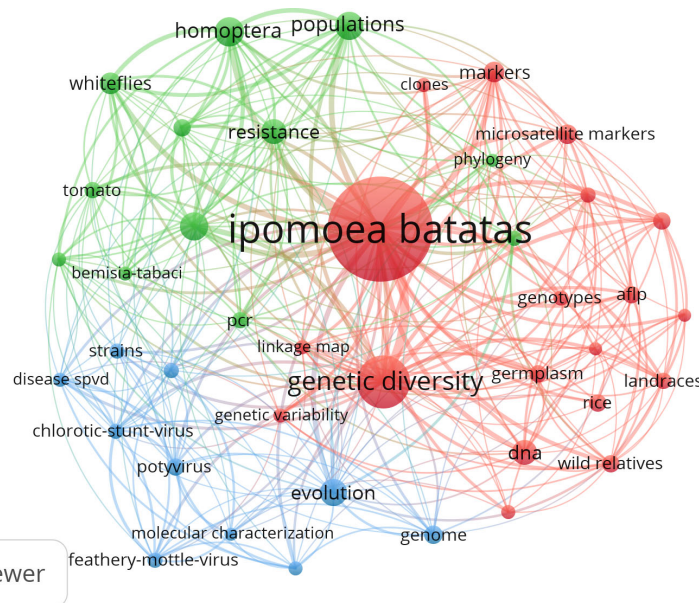 populations
homoptera
markers
whiteflies
clones
resistance
microsatellite markers
phylogeny
tomato
ipomoea batatas
bemisia-tabaci
genotypes
aflp
pcr
linkage map
strains
germplasm
disease spvd
genetic diversity
landraces
rice
genetic variability
chlorotic-stunt-virus
dna
potyvirus
wild relatives
evolution
molecular characterization
genome
feathery-mottle-virus
ewer